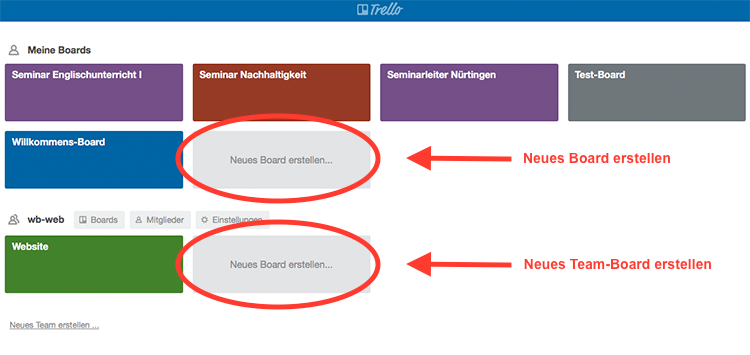 Trello
Meine Boards
Seminar Englischunterricht I
Seminar Nachhaltigkeit
Seminarleiter Nürtingen
Test-Board
Willkommens-Board
Neues Board erstellen...
Neues Board erstellen
wb-web
Boards
Mitglieder
Einstellungen
Website
Neues Board erstellen...
Neues Team-Board erstellen
Neues Team erstellen ...